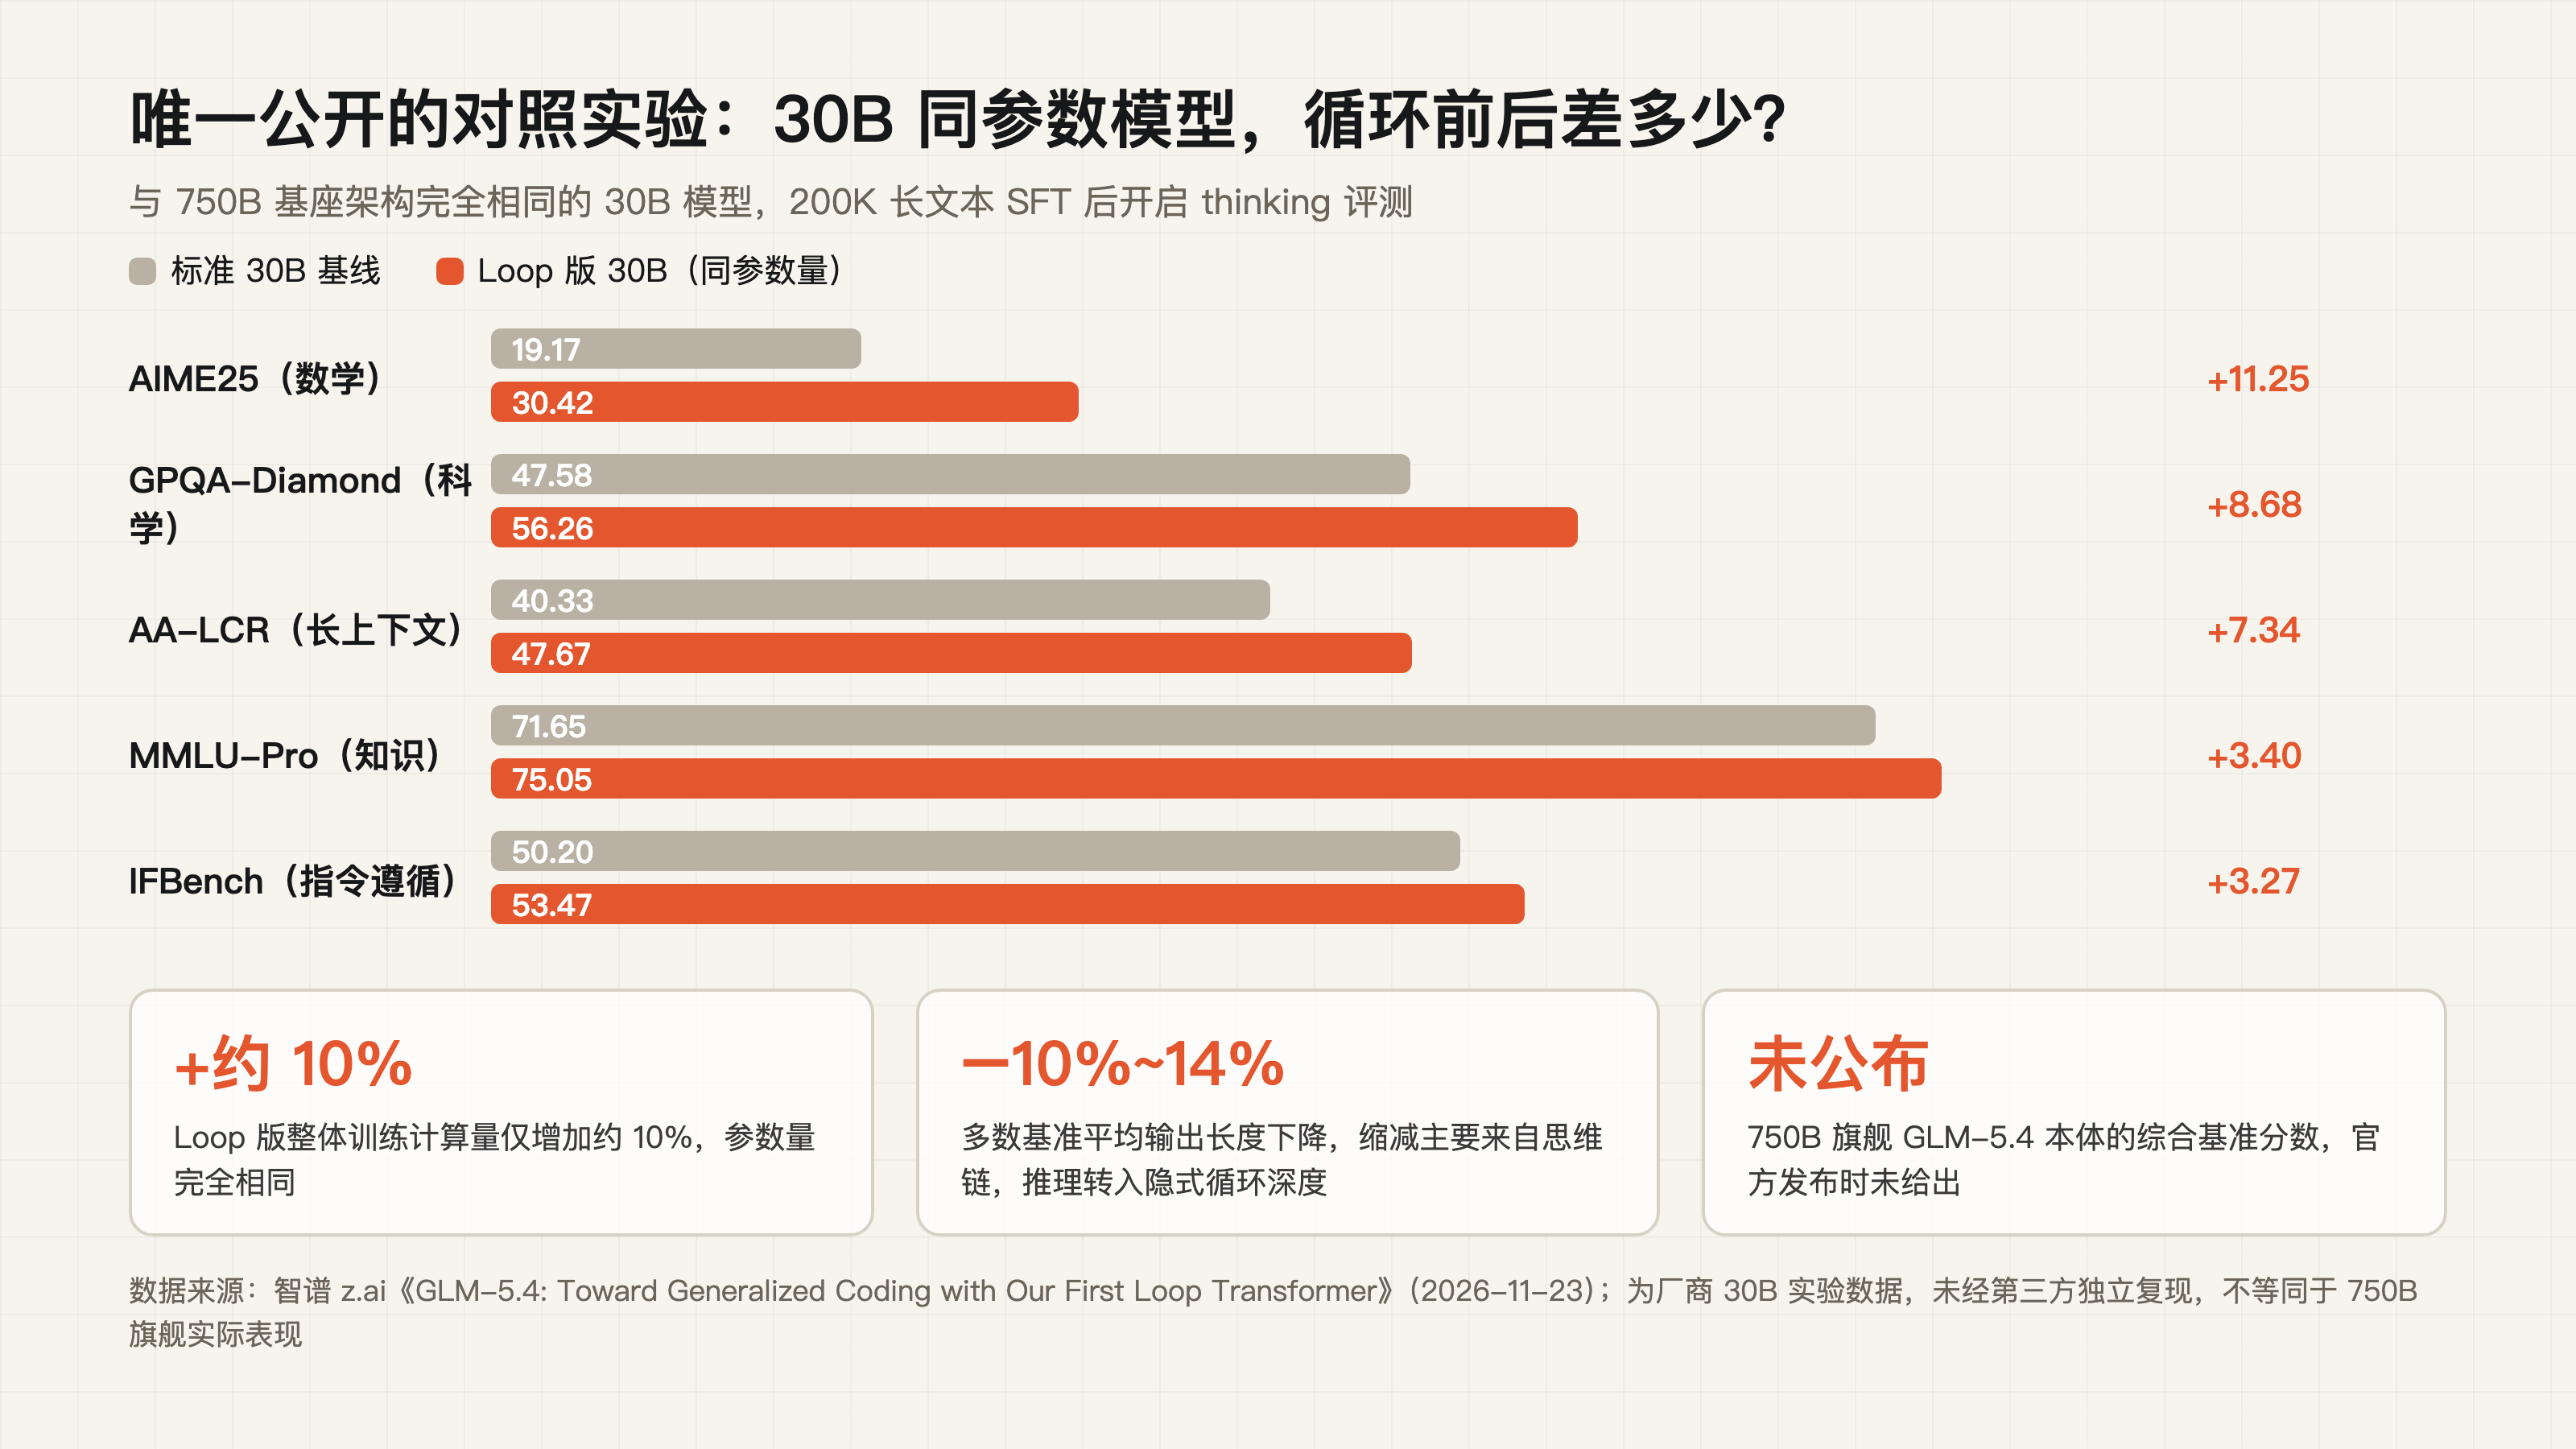 唯一公开的对照实验：30B 同参数模型，循环前后差多少？
与 750B 基座架构完全相同的 30B 模型，200K 长文本 SFT 后开启 thinking 评测
标准 30B 基线
Loop 版 30B（同参数量）
AIME25（数学）
19.17
30.42
+11.25
GPQA-Diamond（科
学）
47.58
56.26
+8.68
AA-LCR（长上下文）
40.33
47.67
+7.34
MMLU-Pro（知识）
71.65
75.05
+3.40
IFBench（指令遵循）
50.20
53.47
+3.27
+约 10%
Loop 版整体训练计算量仅增加约 10%，参数量
完全相同
−10%~14%
多数基准平均输出长度下降，缩减主要来自思维
链，推理转入隐式循环深度
未公布
750B 旗舰 GLM-5.4 本体的综合基准分数，官
方发布时未给出
数据来源：智谱 z.ai《GLM-5.4: Toward Generalized Coding with Our First Loop Transformer》（2026-11-23）；为厂商 30B 实验数据，未经第三方独立复现，不等同于 750B
旗舰实际表现